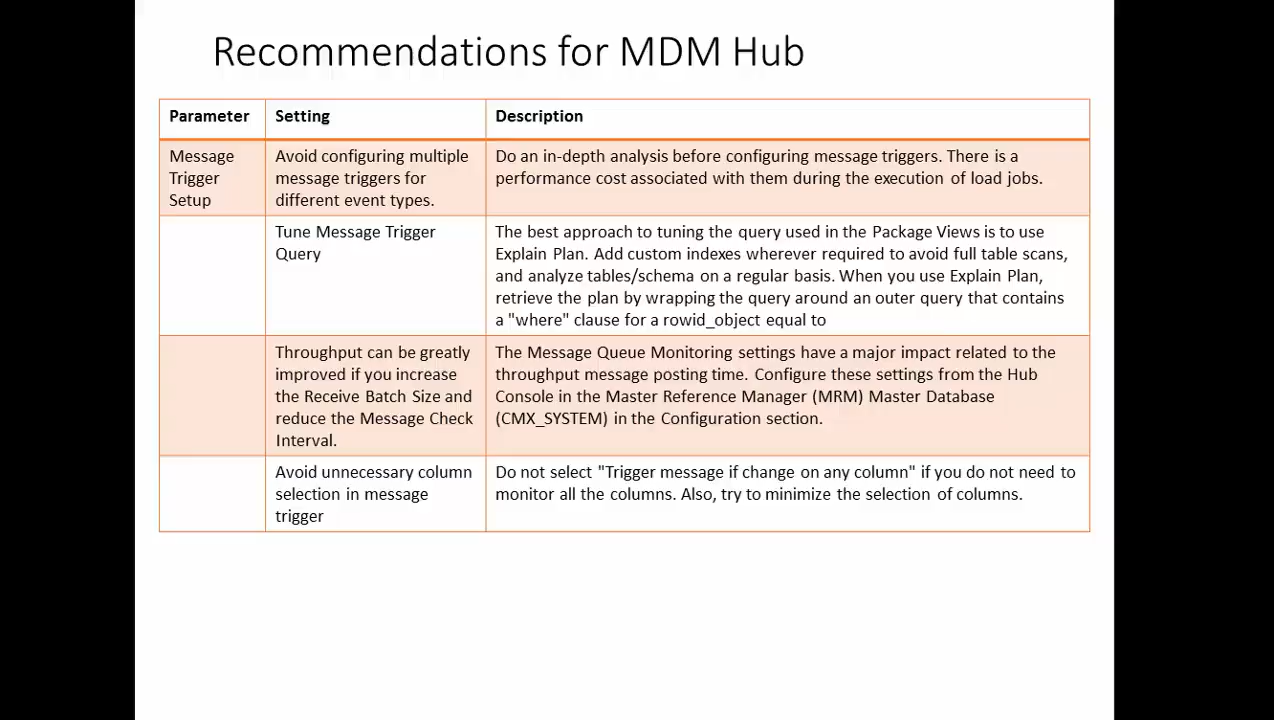 Recommendations for MDM Hub
Parameter
Setting
Description
Message
Trigger
Setup
Avoid configuring multiple
message triggers for
different event types.
Do an in-depth analysis before configuring message triggers. There is a
performance cost associated with them during the execution of load jobs.
Tune Message Trigger
Query
The best approach to tuning the query used in the Package Views is to use
Explain Plan. Add custom indexes wherever required to avoid full table scans,
and analyze tables/schema on a regular basis. When you use Explain Plan,
retrieve the plan by wrapping the query around an outer query that contains
a "where" clause for a rowid_object equal to
Throughput can be greatly
improved if you increase
the Receive Batch Size and
reduce the Message Check
Interval.
The Message Queue Monitoring settings have a major impact related to the
throughput message posting time. Configure these settings from the Hub
Console in the Master Reference Manager (MRM) Master Database
(CMX_SYSTEM) in the Configuration section.
Avoid unnecessary column
selection in message
trigger
Do not select "Trigger message if change on any column" if you do not need to
monitor all the columns. Also, try to minimize the selection of columns.